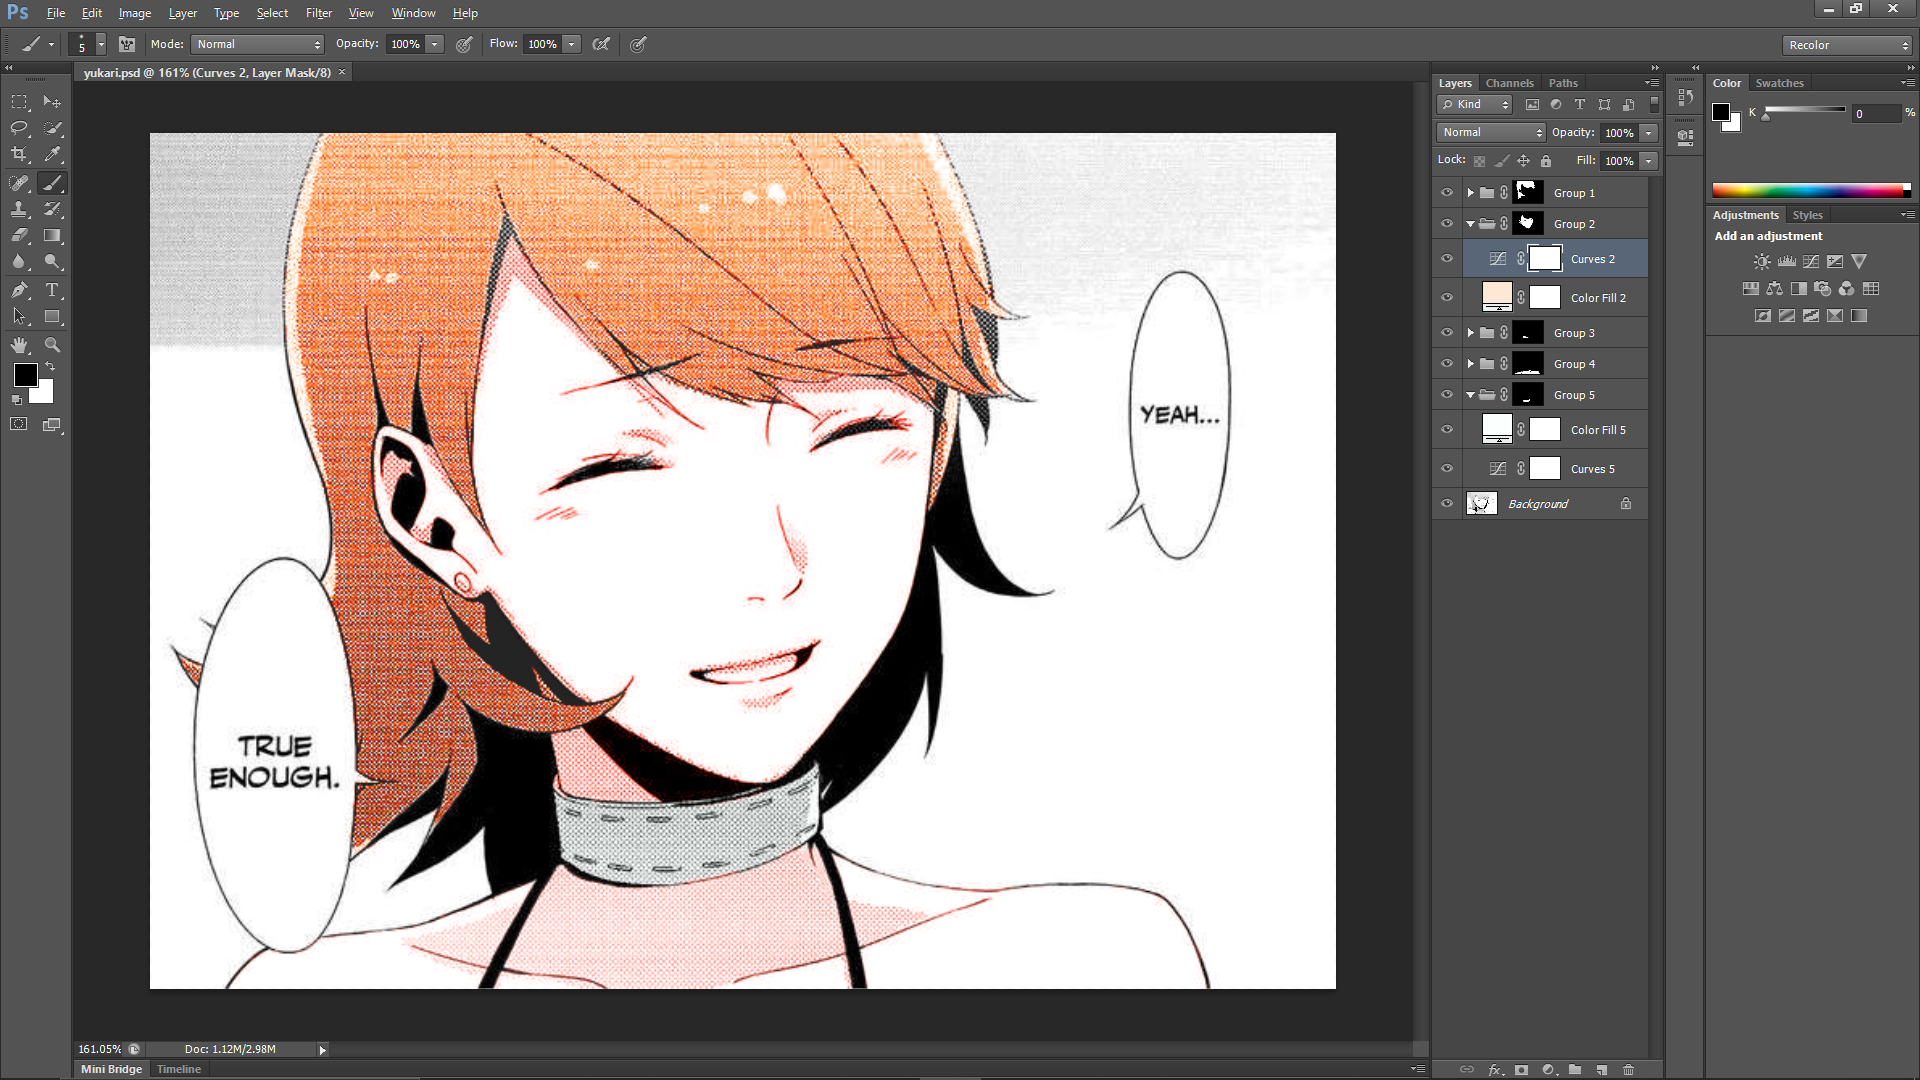 Ps File Edit Image Layer Type Select Filter View Window Help
5 Mode: Normal Opacity: 100% Flow: 100% Recolor
yukari.psd @ 161% (Curves 2, Layer Mask/8) ×
Layers Channels Paths
Kind
Normal Opacity: 100%
Lock: Fill: 100%
Group 1
Group 2
Curves 2
Color Fill 2
Group 3
Group 4
Group 5
Color Fill 5
Curves 5
Background
Color Swatches
K 0 %
Adjustments Styles
Add an adjustment
YEAH...
TRUE
ENOUGH.
161.05% Doc: 1.12M/2.98M
Mini Bridge Timeline
fx